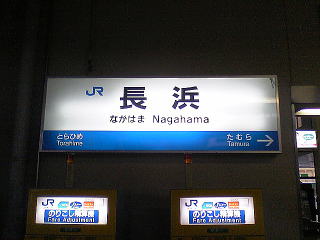 JR 長浜
なかはま Nagahama
とらひめ たむら
Torahime Tamura →
JR
のりこし精算機
Fare Adjustment
JR
のりこし精算機
Fare Adjustment